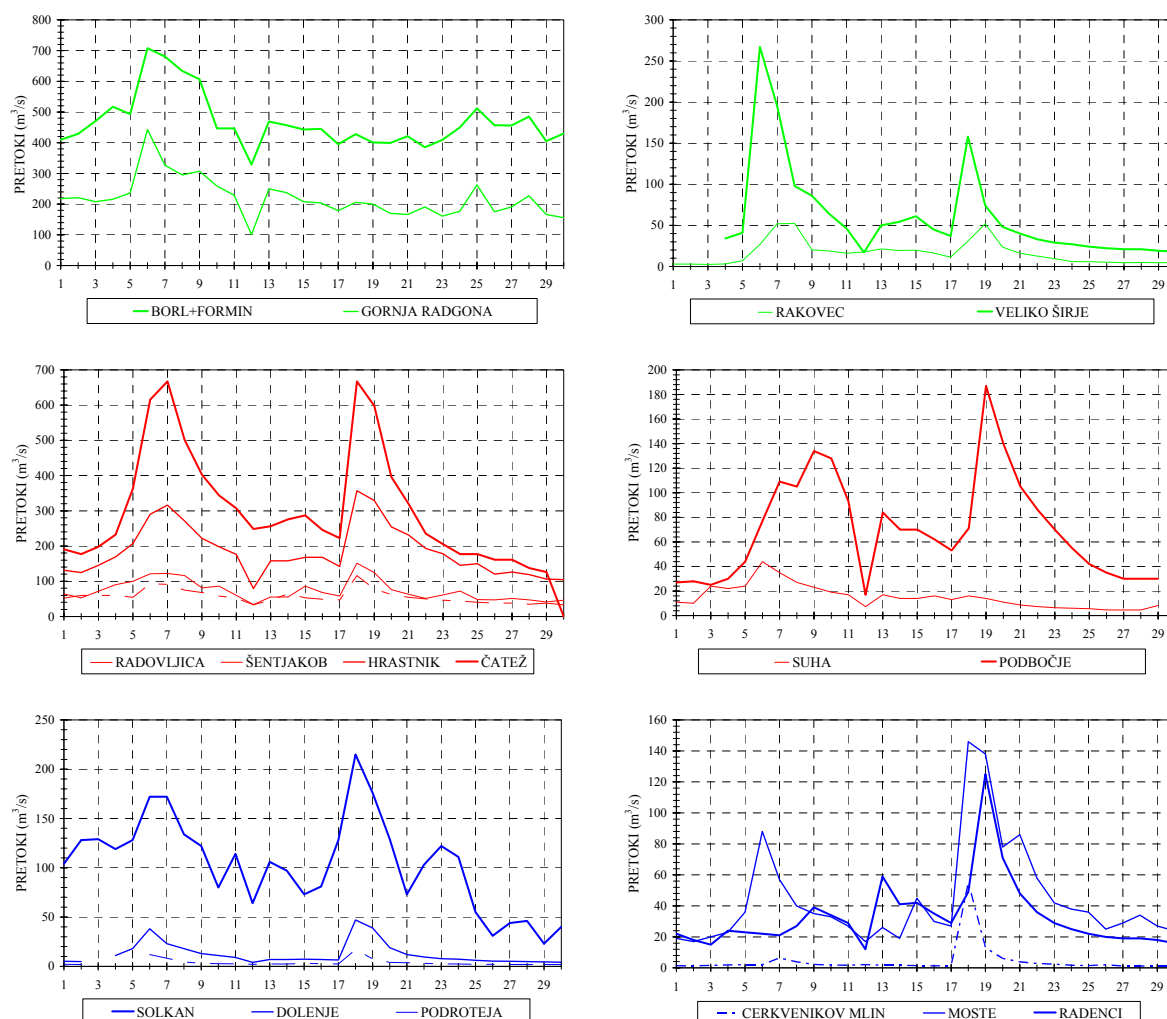 PRETOKI (m³/s)
800
700
600
500
400
300
200
100
0
1 3 5 7 9 11 13 15 17 19 21 23 25 27 29
BORL+FORMIN GORNJA RADGONA
PRETOKI (m³/s)
300
250
200
150
100
50
0
1 3 5 7 9 11 13 15 17 19 21 23 25 27 29
RAKOVEC VELIKO ŠIRJE
PRETOKI (m³/s)
700
600
500
400
300
200
100
0
1 3 5 7 9 11 13 15 17 19 21 23 25 27 29
RADOVLJICA ŠENTJAKOB HRASTNIK ČATEŽ
PRETOKI (m³/s)
200
180
160
140
120
100
80
60
40
20
0
1 3 5 7 9 11 13 15 17 19 21 23 25 27 29
SUHA PODBOČJE
PRETOKI (m³/s)
250
200
150
100
50
0
1 3 5 7 9 11 13 15 17 19 21 23 25 27 29
SOLKAN DOLENJE PODROTEJA
PRETOKI (m³/s)
160
140
120
100
80
60
40
20
0
1 3 5 7 9 11 13 15 17 19 21 23 25 27 29
CERKVENIKOV MLIN MOSTE RADENCI